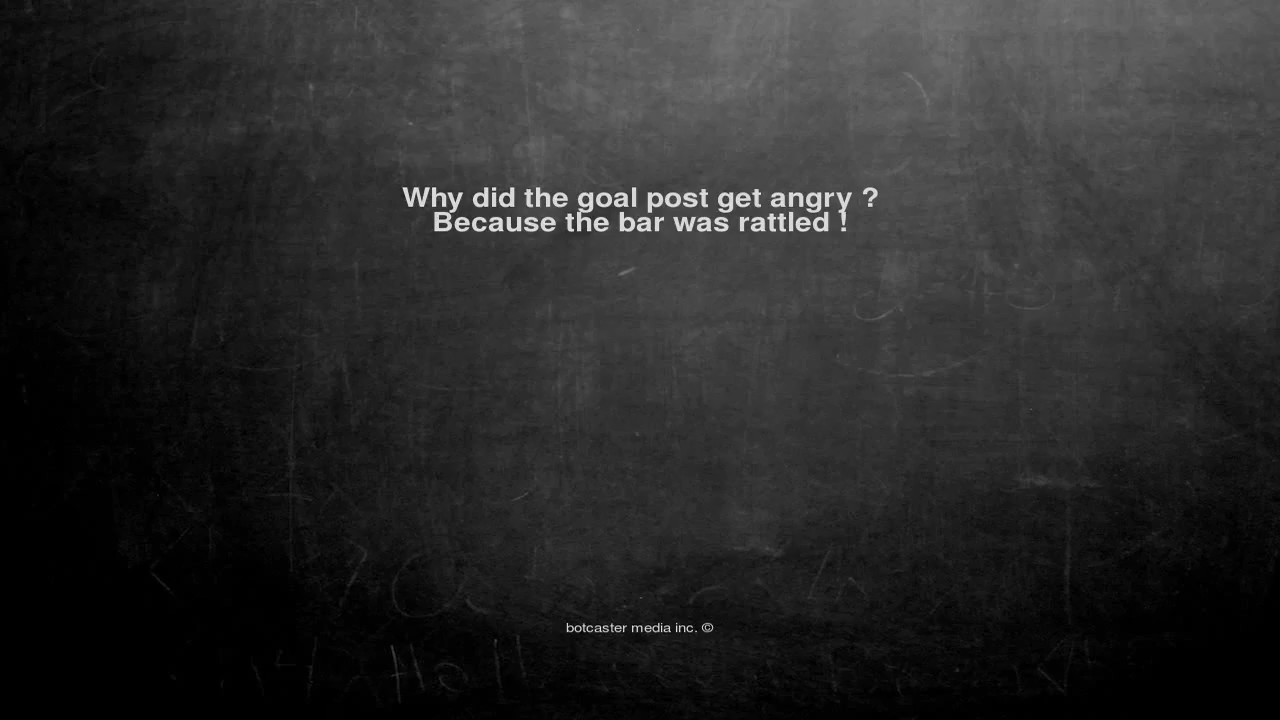 Why did the goal post get angry ?
Because the bar was rattled !
botcaster media inc. ©